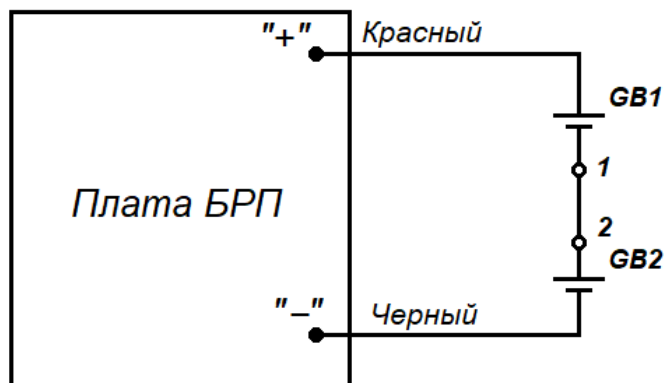 "+"
Красный
GB1
1
Плата БРП
2
GB2
"–"
Черный